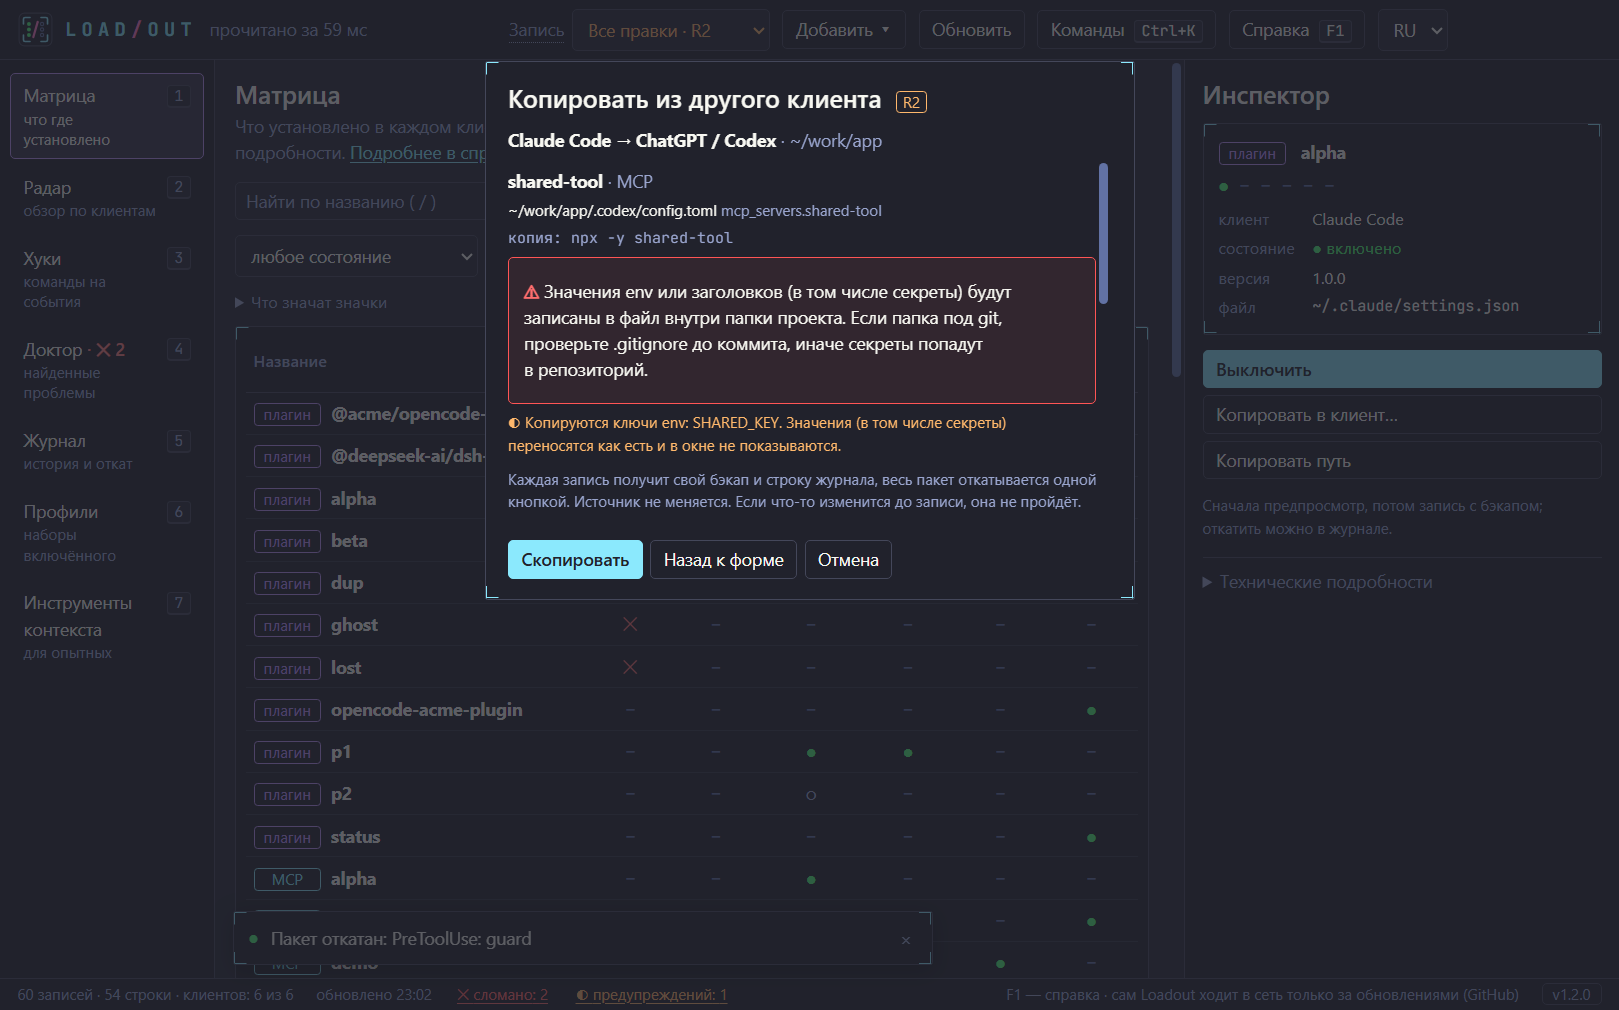 LOAD/OUT
прочитано за 59 мс
Запись
Все правки · R2
Добавить ▾
Обновить
Команды Ctrl+K
Справка F1
RU
Матрица 1
что где
установлено
Радар 2
обзор по клиентам
Хуки 3
команды на
события
Доктор · ✕ 2 4
найденные
проблемы
Журнал 5
история и откат
Профили 6
наборы
включённого
Инструменты 7
контекста
для опытных
Матрица
Что установлено в каждом кли
подробности. Подробнее в спр
Найти по названию ( / )
любое состояние
▶ Что значат значки
Название
плагин @acme/opencode-
плагин @deepseek-ai/dsh-
плагин alpha
плагин beta
плагин dup
плагин ghost ✕ – – – – –
плагин lost ✕ – – – – –
плагин opencode-acme-plugin – – – – – ●
плагин p1 – – ● ● – –
плагин p2 – – ○ – – –
плагин status – – – – – ●
MCP alpha – – ● – – –
– ●
MCP demo ● –
Копировать из другого клиента R2
Claude Code → ChatGPT / Codex · ~/work/app
shared-tool · MCP
~/work/app/.codex/config.toml mcp_servers.shared-tool
копия: npx -y shared-tool
⚠ Значения env или заголовков (в том числе секреты) будут
записаны в файл внутри папки проекта. Если папка под git,
проверьте .gitignore до коммита, иначе секреты попадут
в репозиторий.
◐ Копируются ключи env: SHARED_KEY. Значения (в том числе секреты)
переносятся как есть и в окне не показываются.
Каждая запись получит свой бэкап и строку журнала, весь пакет откатывается одной
кнопкой. Источник не меняется. Если что-то изменится до записи, она не пройдёт.
Скопировать
Назад к форме
Отмена
Инспектор
плагин alpha
● – – – – –
клиент Claude Code
состояние ● включено
версия 1.0.0
файл ~/.claude/settings.json
Выключить
Копировать в клиент...
Копировать путь
Сначала предпросмотр, потом запись с бэкапом;
откатить можно в журнале.
▶ Технические подробности
● Пакет откатан: PreToolUse: guard ×
60 записей · 54 строки · клиентов: 6 из 6
обновлено 23:02
✕ сломано: 2
◐ предупреждений: 1
F1 — справка · сам Loadout ходит в сеть только за обновлениями (GitHub)
v1.2.0